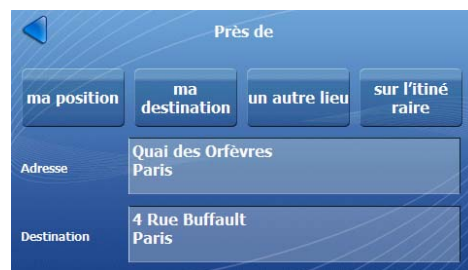 Près de
ma position
ma
destination
un autre lieu
sur l'itiné
raire
Adresse
Quai des Orfèvres
Paris
Destination
4 Rue Buffault
Paris